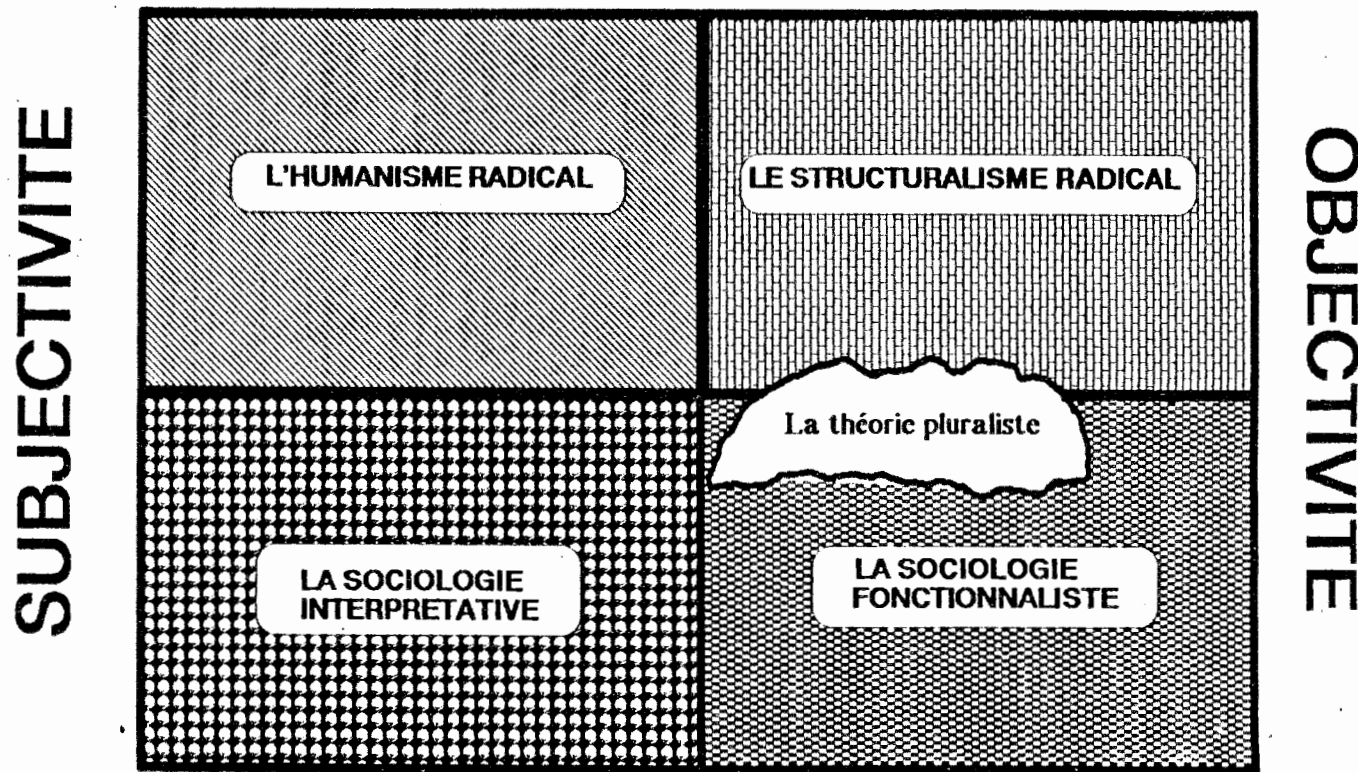 SUBJECTIVITE
L'HUMANISME RADICAL
LE STRUCTURALISME RADICAL
OBJECTIVITE
La théorie pluraliste
LA SOCIOLOGIE
INTERPRETATIVE
LA SOCIOLOGIE
FONCTIONNALISTE